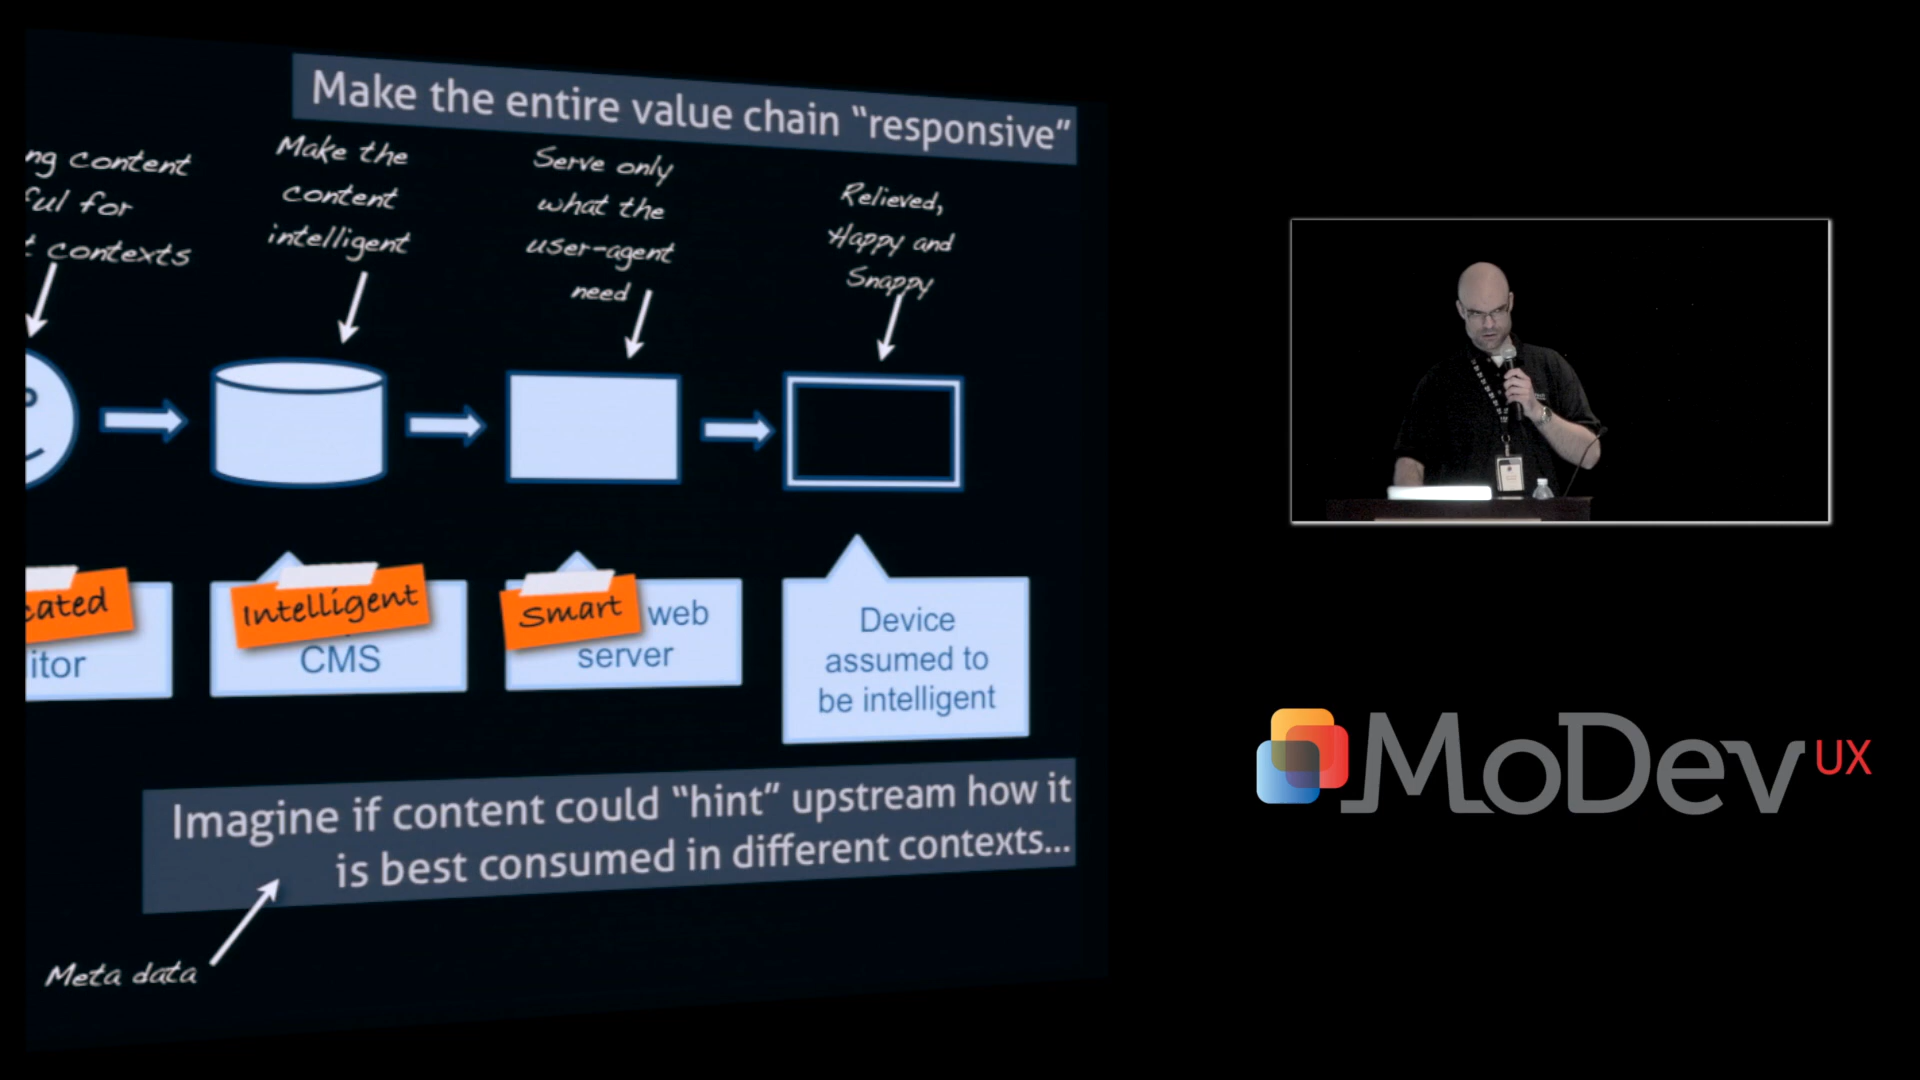 Make the entire value chain “responsive”
ng content
ful for
t contexts
Make the
content
intelligent
Serve only
what the
user-agent
need
Relieved,
Happy and
Snappy
cated
itor
Intelligent
CMS
Smart web
server
Device
assumed to
be intelligent
Imagine if content could “hint” upstream how it
is best consumed in different contexts...
Meta data
MoDev UX